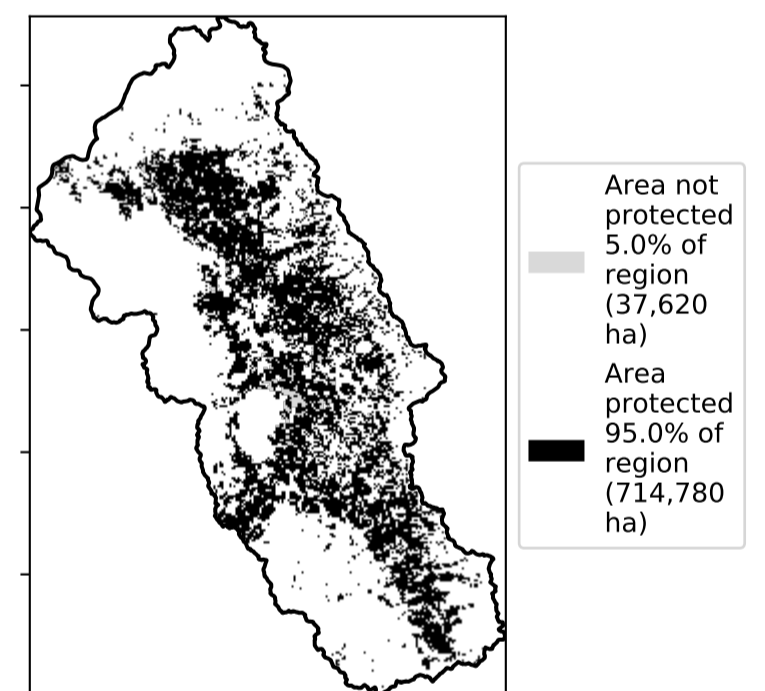 Area not
protected
5.0% of
region
(37,620
ha)
Area
protected
95.0% of
region
(714,780
ha)